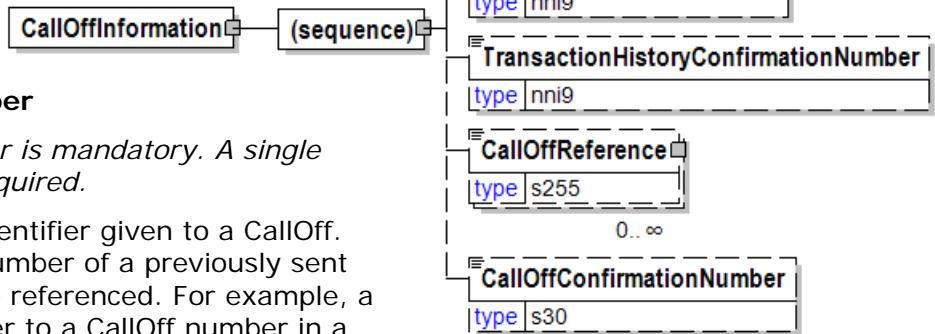 type nni9
CallOffInformation
(sequence)
TransactionHistoryConfirmationNumber
type nni9
CallOffReference
type s255
0..∞
CallOffConfirmationNumber
type s30
ber
r is mandatory. A single
quired.
entifier given to a CallOff.
umber of a previously sent
referenced. For example, a
er to a CallOff number in a